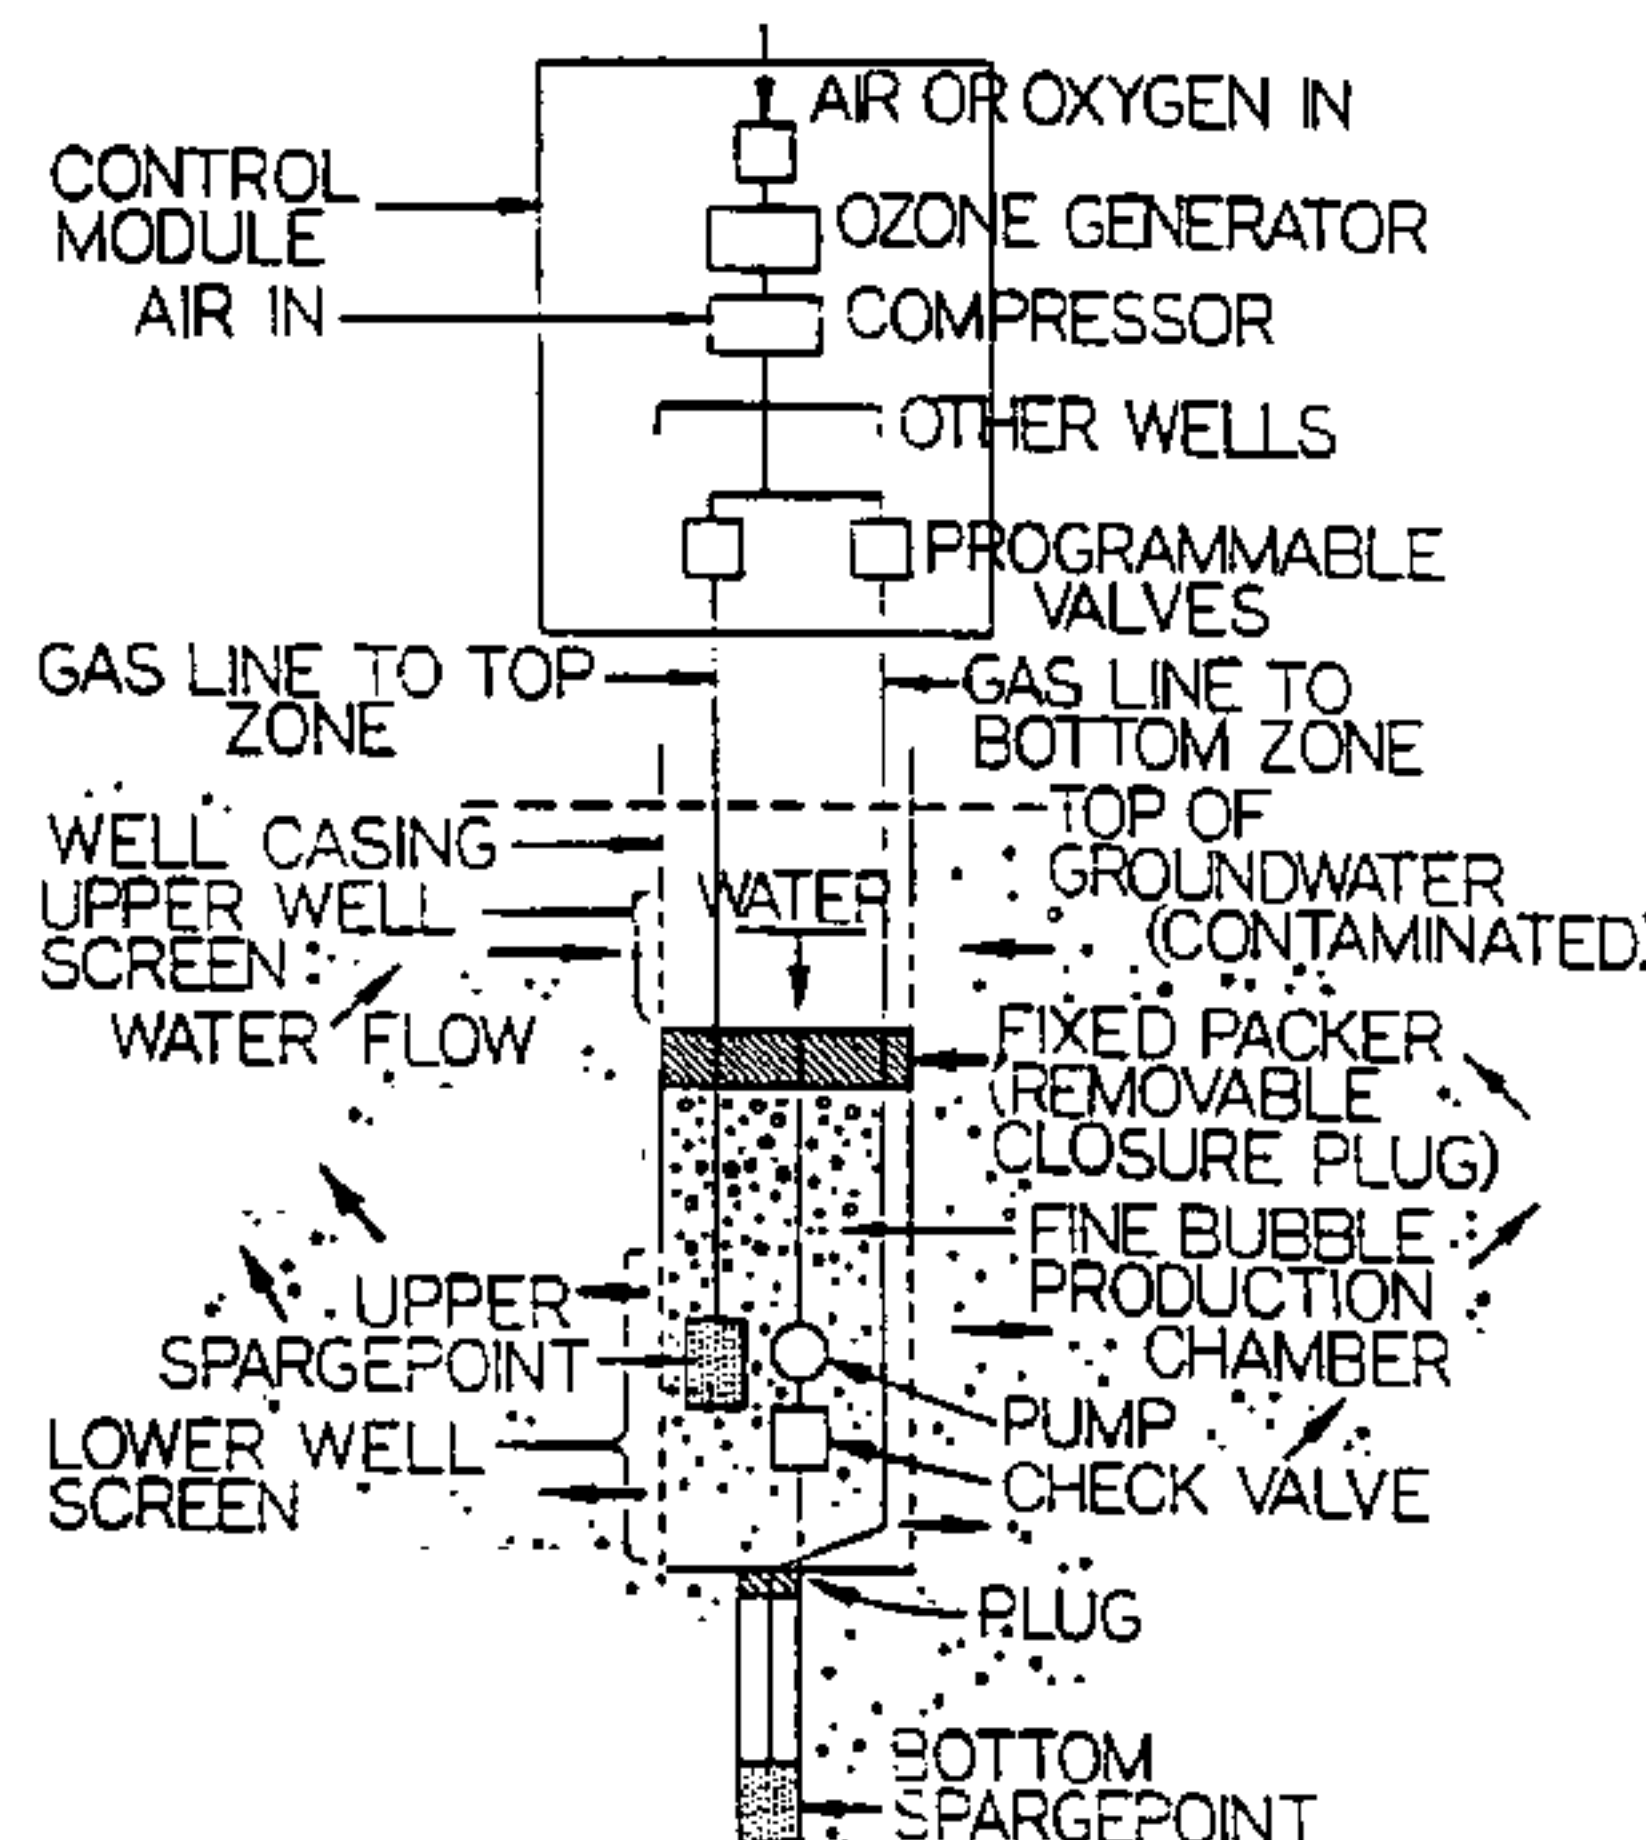 AIR OR OXYGEN IN
CONTROL
MODULE
OZONE GENERATOR
AIR IN
COMPRESSOR
OTHER WELLS
PROGRAMMABLE
VALVES
GAS LINE TO TOP
ZONE
GAS LINE TO
BOTTOM ZONE
WELL CASING
TOP OF
GROUNDWATER
(CONTAMINATED)
UPPER WELL
SCREEN
WATER
WATER FLOW
FIXED PACKER
(REMOVABLE
CLOSURE PLUG)
FINE BUBBLE
PRODUCTION
CHAMBER
UPPER
SPARGEPOINT
PUMP
LOWER WELL
SCREEN
CHECK VALVE
PLUG
BOTTOM
SPARGEPOINT